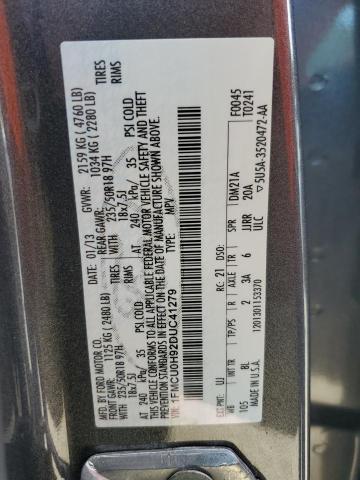 MFD. BY FORD MOTOR CO.
DATE: 01/13
GVWR: 2159 KG ( 4760 LB)
FRONT GAWR: 1125 KG ( 2480 LB)
REAR GAWR: 1034 KG ( 2280 LB)
WITH
235/50R18 97H TIRES
18x7.5J RIMS
AT 240 kPa/ 35 PSI COLD
WITH
235/50R18 97H TIRES
18x7.5J RIMS
AT 240 kPa/ 35 PSI COLD
THIS VEHICLE CONFORMS TO ALL APPLICABLE FEDERAL MOTOR VEHICLE SAFETY AND BUMPER STANDARDS AND THEFT PREVENTION STANDARDS IN EFFECT ON THE DATE OF MANUFACTURE SHOWN ABOVE.
VIN: 1FMCU0H92DUC41279
TYPE: MPV
F0045
T0241
EXT PNT: UJ RC: 21 DSO:
WB INT TR TP/PS R AXLE TR SPR
DM21A
105 BL 2 3A 6 JJRR
ULC 20A
1201301153370
MADE IN U.S.A.
5U5A-3520472-AA